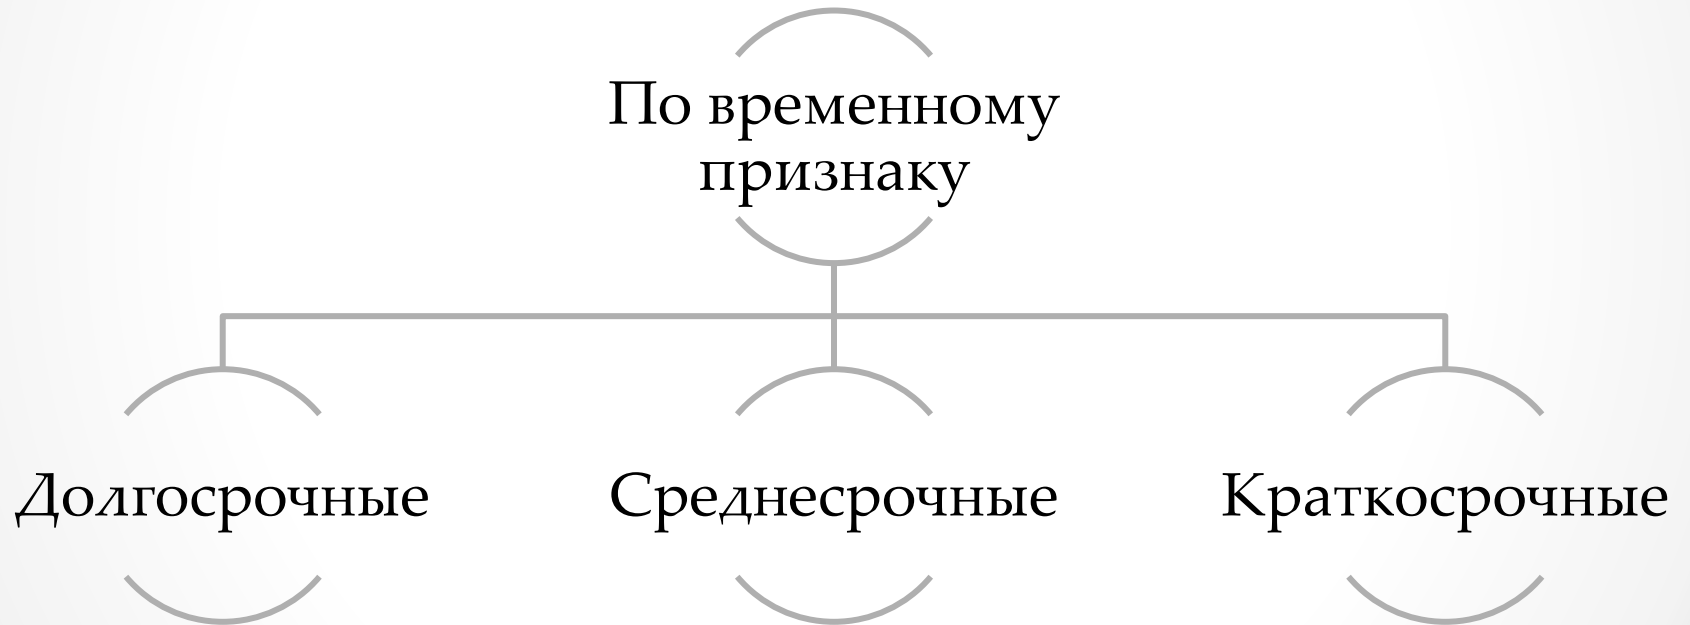 По временному
признаку
Долгосрочные
Среднесрочные
Краткосрочные